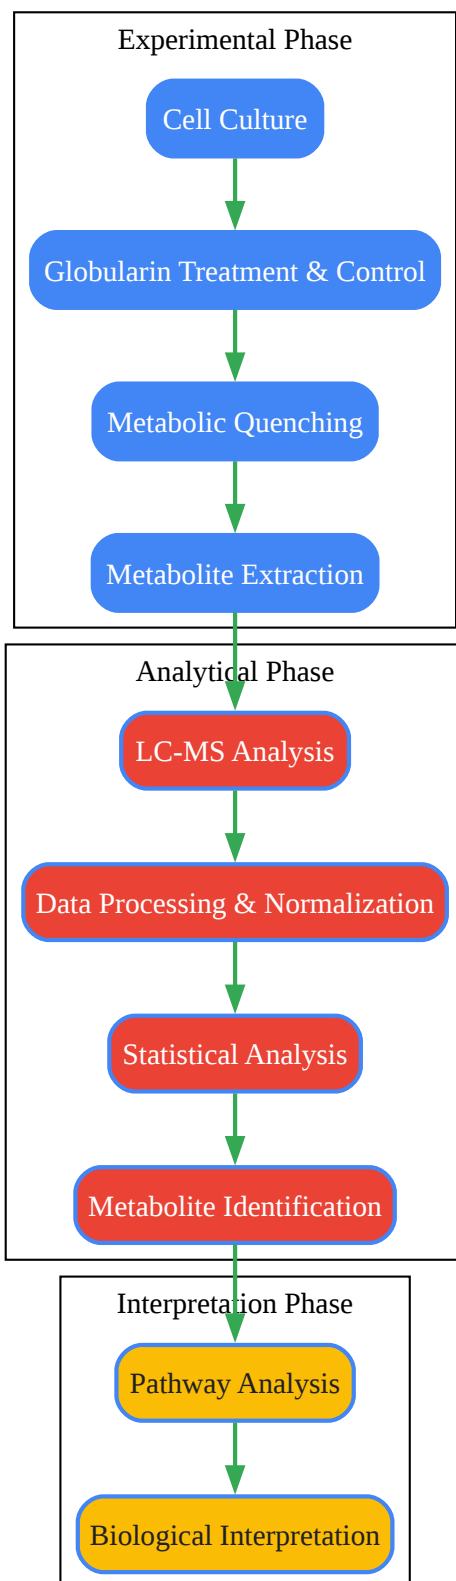 Experimental Phase
Cell Culture
Globularin Treatment & Control
Metabolic Quenching
Metabolite Extraction
Analytical Phase
LC-MS Analysis
Data Processing & Normalization
Statistical Analysis
Metabolite Identification
Interpretation Phase
Pathway Analysis
Biological Interpretation